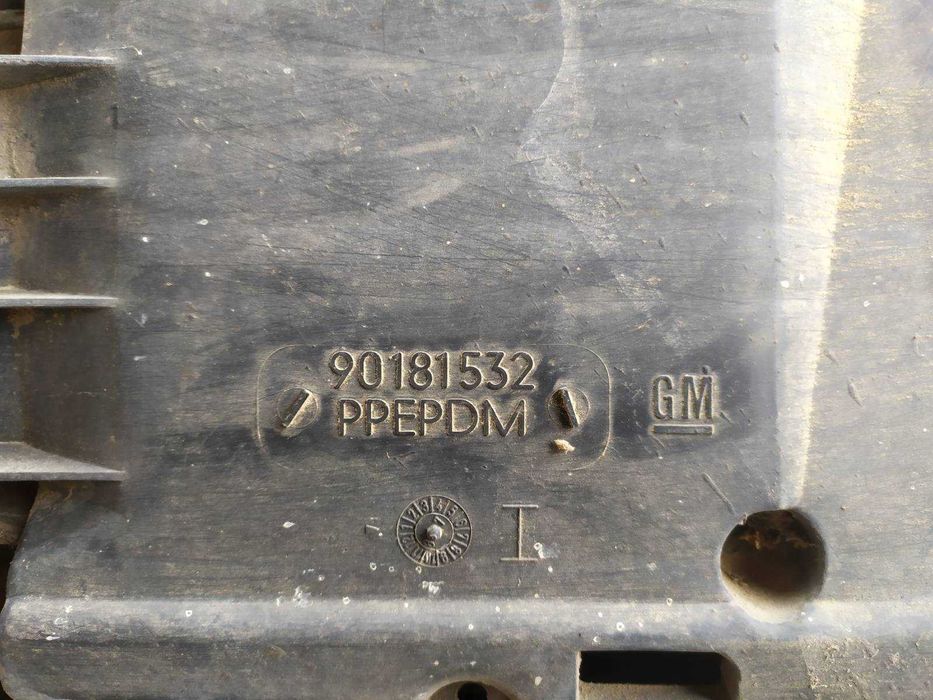 90181532
PPEPDM
GM
I